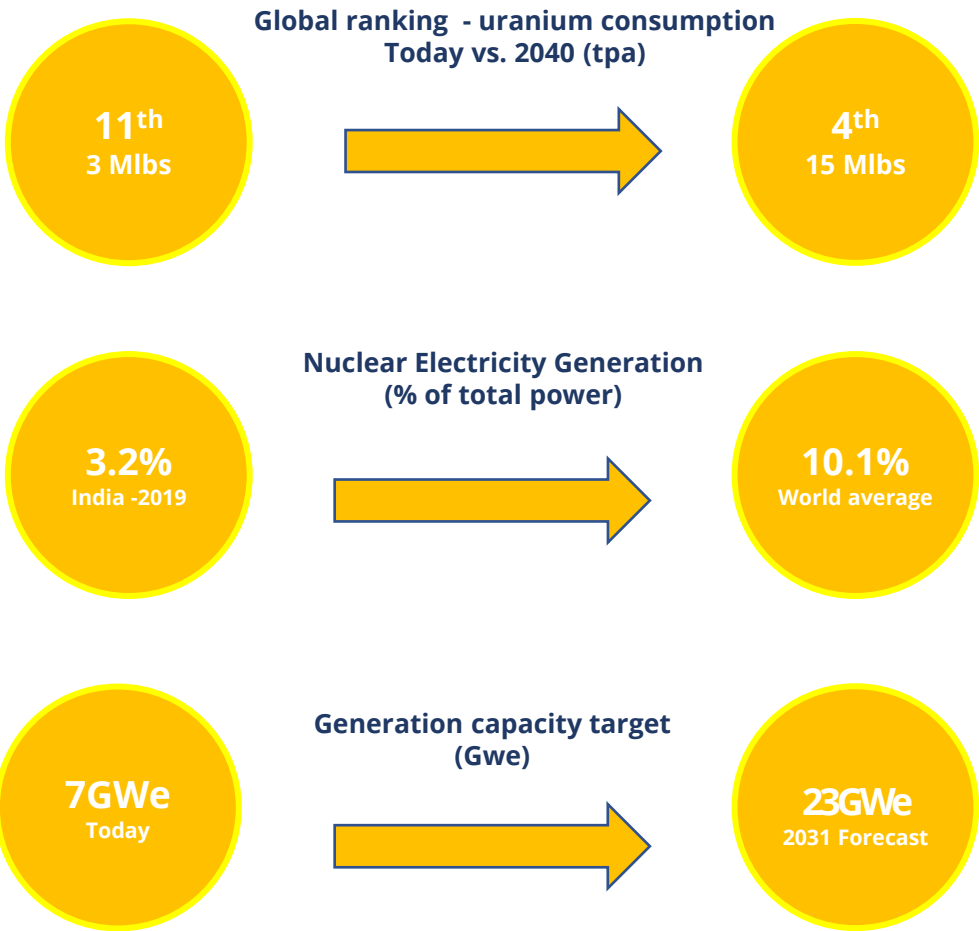 Global ranking - uranium consumption
Today vs. 2040 (tpa)
11th
3 Mlbs
4th
15 Mlbs
Nuclear Electricity Generation
(% of total power)
3.2%
India -2019
10.1%
World average
Generation capacity target
(Gwe)
7GWe
Today
23GWe
2031 Forecast